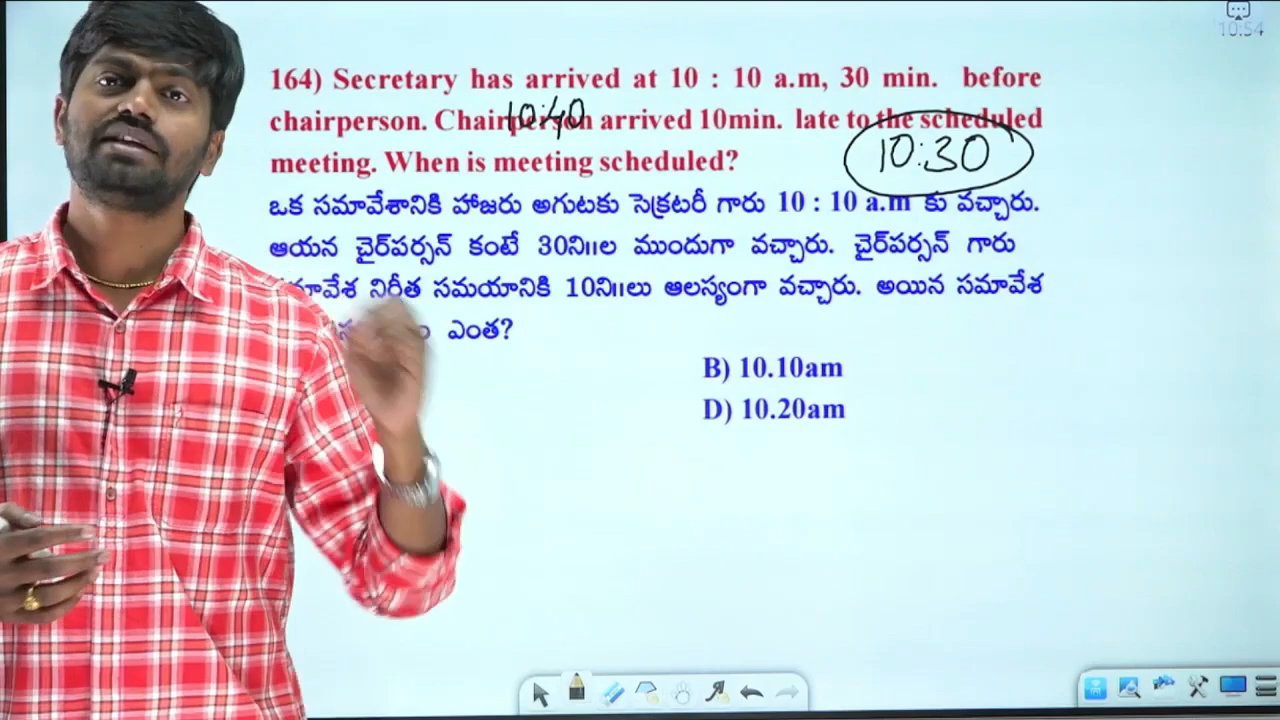 10:54
164) Secretary has arrived at 10 : 10 a.m, 30 min. before
10:40
chairperson. Chairperson arrived 10min. late to the scheduled
10:30
meeting. When is meeting scheduled?
ఒక సమావేశానికి హాజరు అగుటకు సెక్రటరీ గారు 10 : 10 a.m కు వచ్చారు.
ఆయన చైర్‌పర్సన్ కంటే 30ని॥ల ముందుగా వచ్చారు. చైర్‌పర్సన్ గారు
నిర్ణీత సమయానికి 10ని॥లు ఆలస్యంగా వచ్చారు. అయిన సమావేశ
ఎంత?
B) 10.10am
D) 10.20am